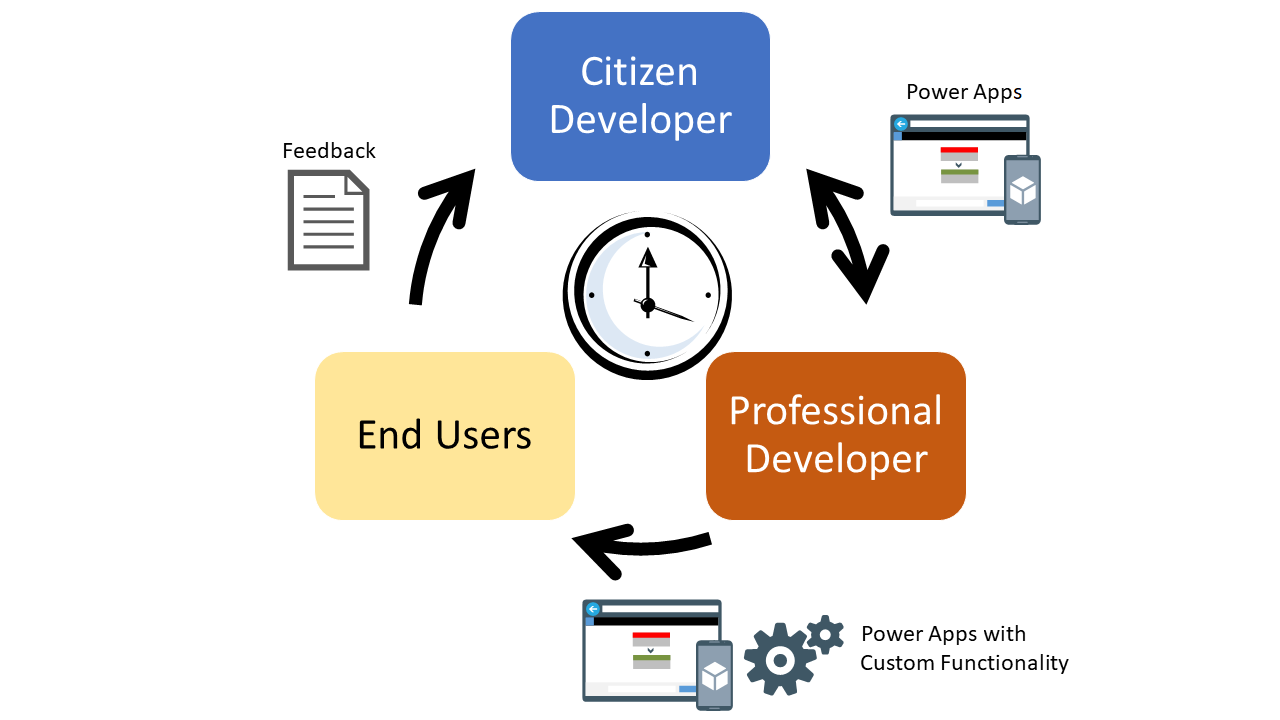 Citizen
Developer
Power Apps
Feedback
End Users
Professional
Developer
Power Apps with
Custom Functionality